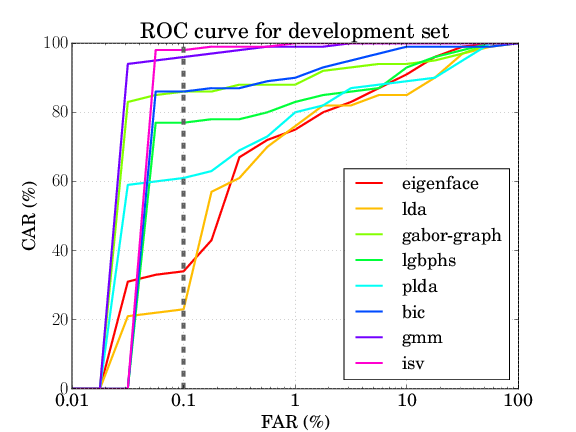 ROC curve for development set
CAR (%)
100
80
60
40
20
0
0.01 0.1 1 10 100
FAR (%)
eigenface
lda
gabor-graph
lgbphs
plda
bic
gmm
isv